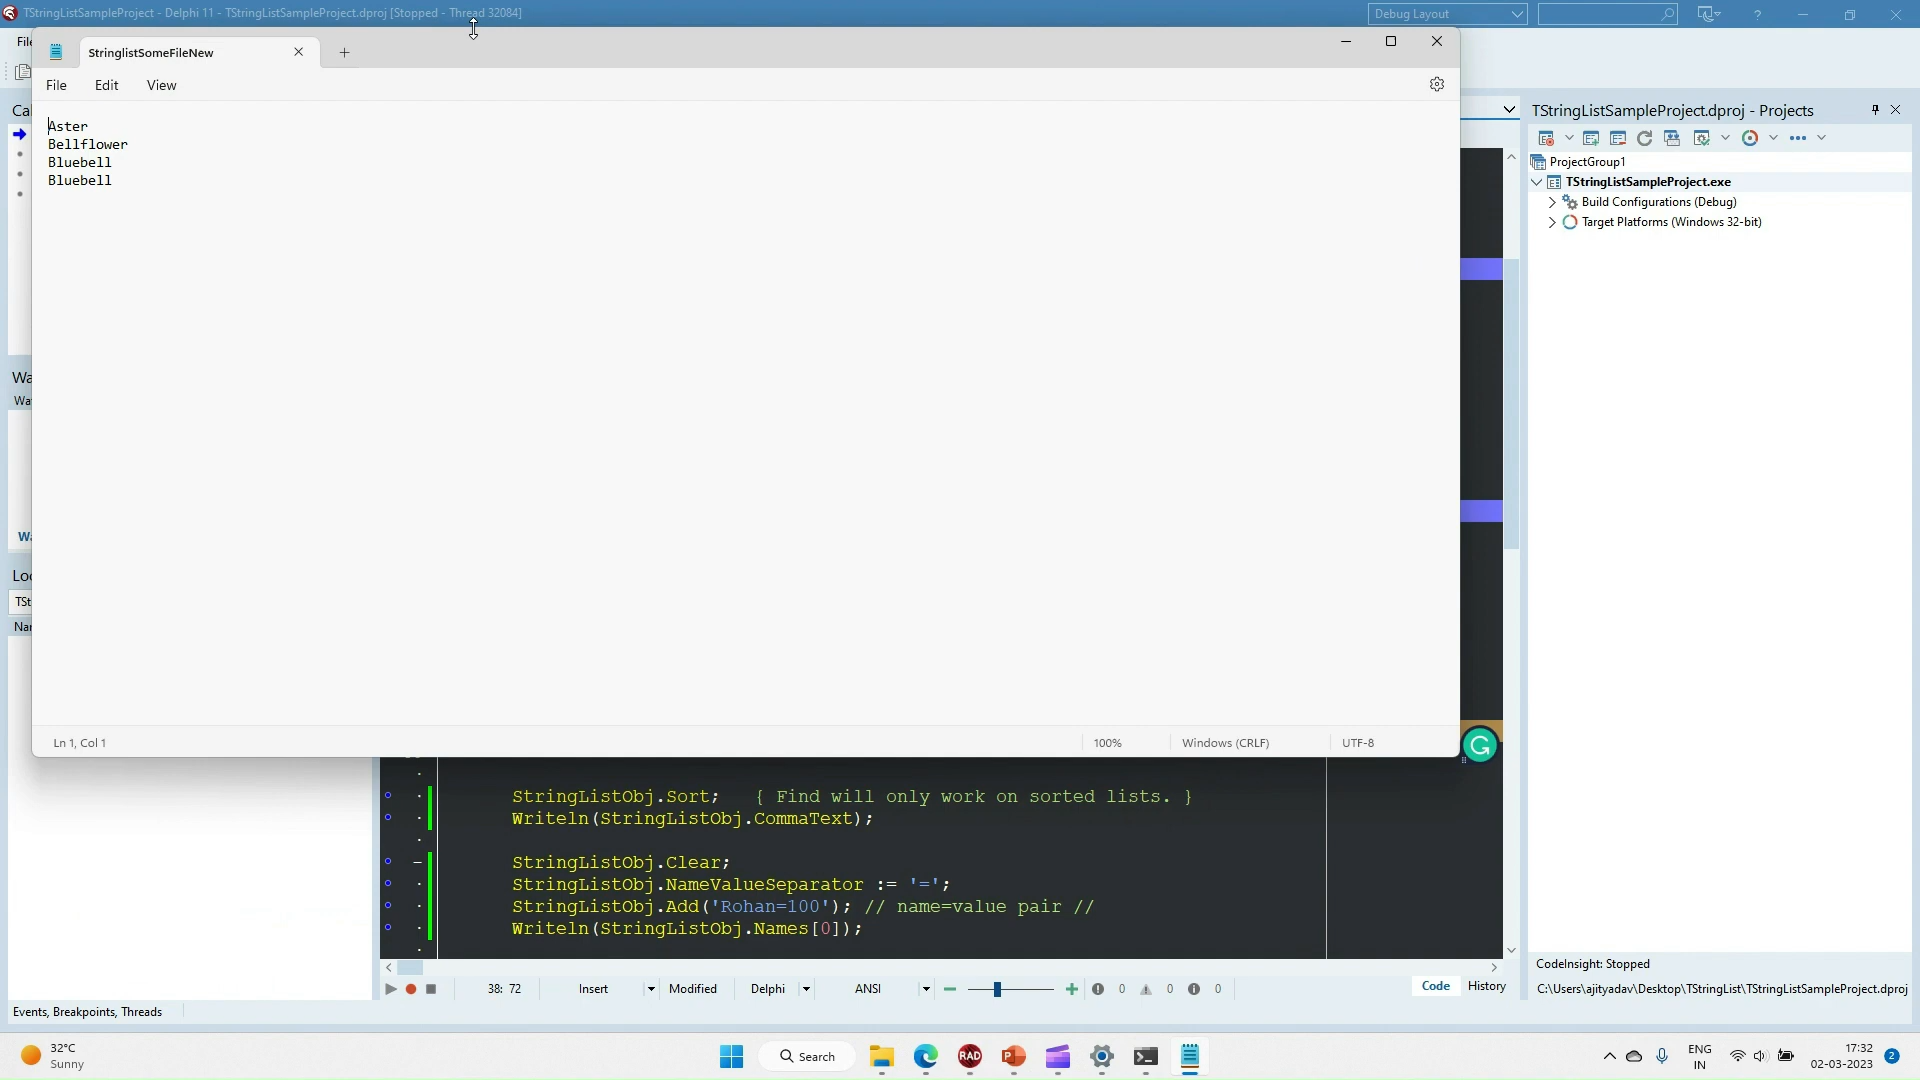 TStringListSampleProject - Delphi 11 - TStringListSampleProject.dproj [Stopped - Thread 32084]
Debug Layout
StringlistSomeFileNew
File Edit View
Aster
Bellflower
Bluebell
Bluebell
Ln 1, Col 1
100%
Windows (CRLF)
UTF-8
TStringListSampleProject.dproj - Projects
ProjectGroup1
TStringListSampleProject.exe
Build Configurations (Debug)
Target Platforms (Windows 32-bit)
StringListObj.Sort; { Find will only work on sorted lists. }
Writeln(StringListObj.CommaText);
StringListObj.Clear;
StringListObj.NameValueSeparator := '=';
StringListObj.Add('Rohan=100'); // name=value pair //
Writeln(StringListObj.Names[0]);
38: 72 Insert Modified Delphi ANSI 0 0 0
Code History
CodeInsight: Stopped
C:\Users\ajityadav\Desktop\TStringList\TStringListSampleProject.dproj
Events, Breakpoints, Threads
32°C
Sunny
Search
RAD
ENG
IN
17:32
02-03-2023
2